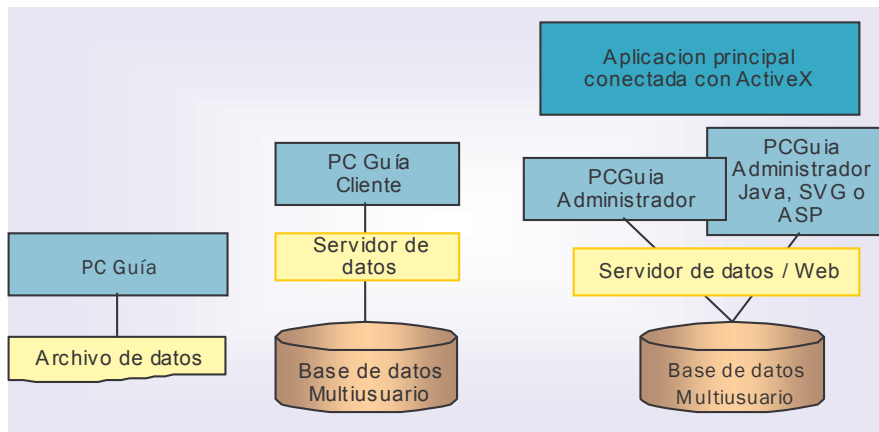 PC Guía
Archivo de datos
PC Guía
Cliente
Servidor de
datos
Base de datos
Multiusuario
Aplicacion principal
conectada con ActiveX
PCGuia
Administrador
PCGuia
Administrador
Java, SVG o
ASP
Servidor de datos / Web
Base de datos
Multiusuario